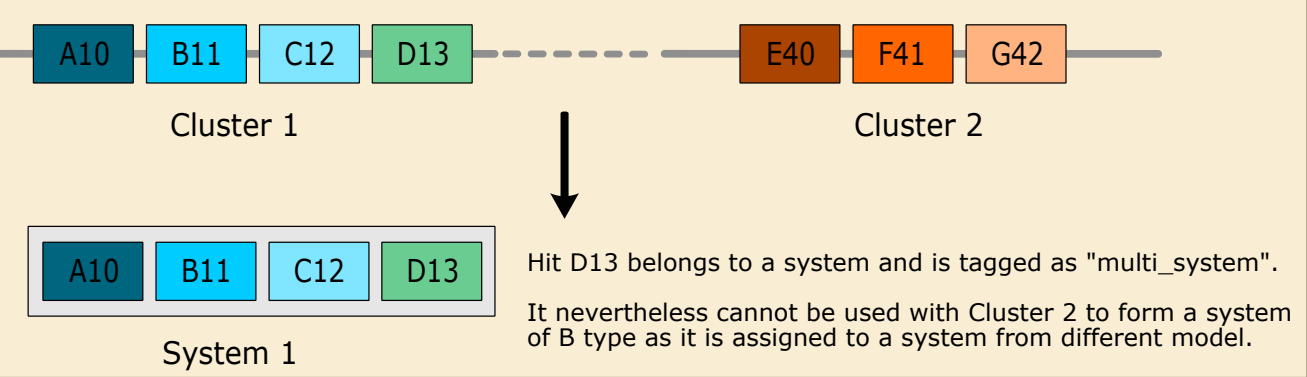 A10 B11 C12 D13 E40 F41 G42
Cluster 1 Cluster 2
A10 B11 C12 D13
System 1
Hit D13 belongs to a system and is tagged as "multi_system".
It nevertheless cannot be used with Cluster 2 to form a system
of B type as it is assigned to a system from different model.